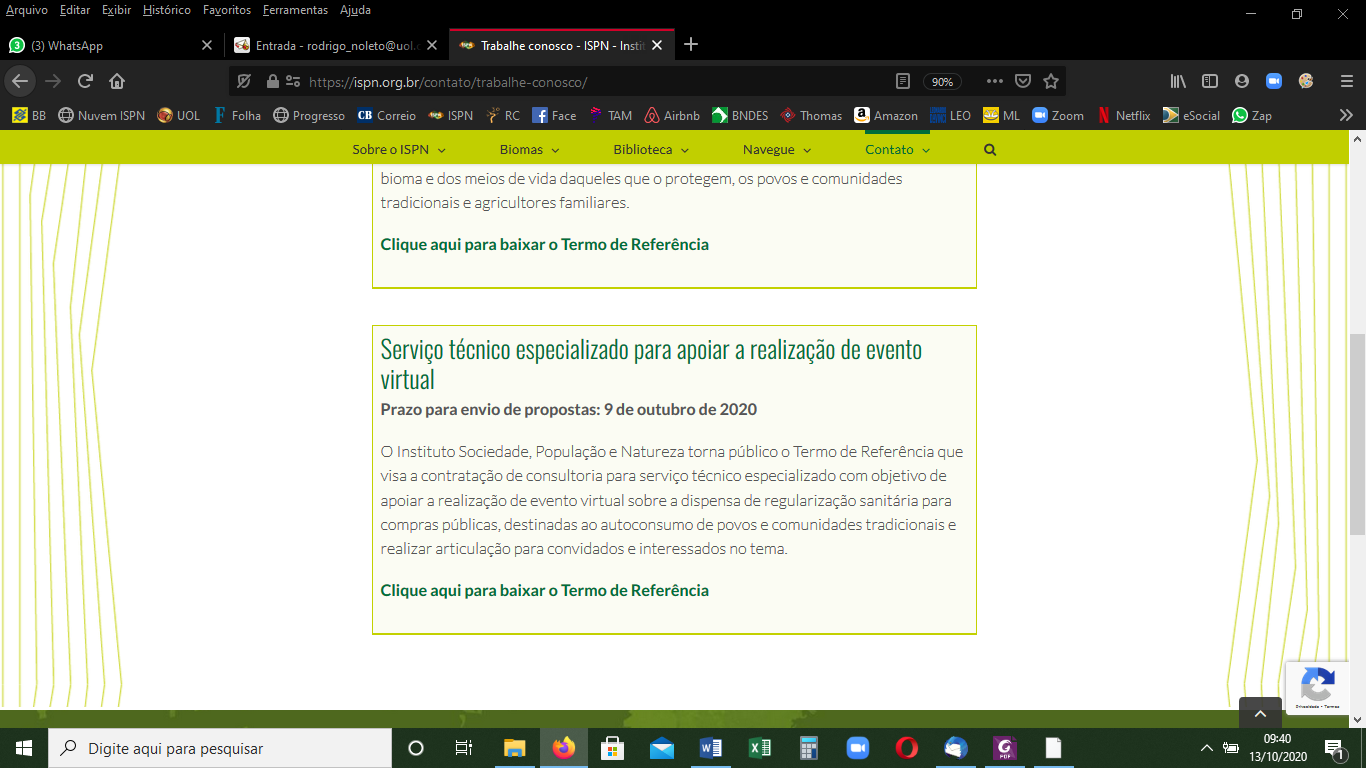 Arquivo Editar Exibir Histórico Favoritos Ferramentas Ajuda
(3) WhatsApp
Entrada - rodrigo_noleto@uol.
Trabalhe conosco - ISPN - Instit
https://ispn.org.br/contato/trabalhe-conosco/
90%
BB Nuvem ISPN UOL Folha Progresso Correio ISPN RC Face TAM Airbnb BNDES Thomas Amazon LEO ML Zoom Netflix eSocial Zap
Sobre o ISPN Biomas Biblioteca Navegue Contato
bioma e dos meios de vida daqueles que o protegem, os povos e comunidades
tradicionais e agricultores familiares.
Clique aqui para baixar o Termo de Referência
Serviço técnico especializado para apoiar a realização de evento
virtual
Prazo para envio de propostas: 9 de outubro de 2020
O Instituto Sociedade, População e Natureza torna público o Termo de Referência que
visa a contratação de consultoria para serviço técnico especializado com objetivo de
apoiar a realização de evento virtual sobre a dispensa de regularização sanitária para
compras públicas, destinadas ao autoconsumo de povos e comunidades tradicionais e
realizar articulação para convidados e interessados no tema.
Clique aqui para baixar o Termo de Referência
Privacidade - Termos
Digite aqui para pesquisar
09:40
13/10/2020